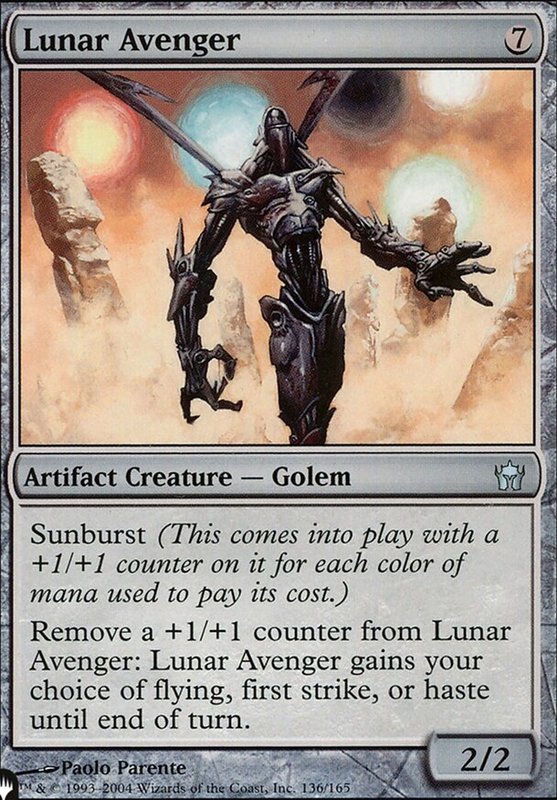 Lunar Avenger 7
Artifact Creature — Golem
Sunburst (This comes into play with a
+1/+1 counter on it for each color of
mana used to pay its cost.)
Remove a +1/+1 counter from Lunar
Avenger: Lunar Avenger gains your
choice of flying, first strike, or haste
until end of turn.
2/2
Paolo Parente
™ & © 1993–2004 Wizards of the Coast, Inc. 136/165